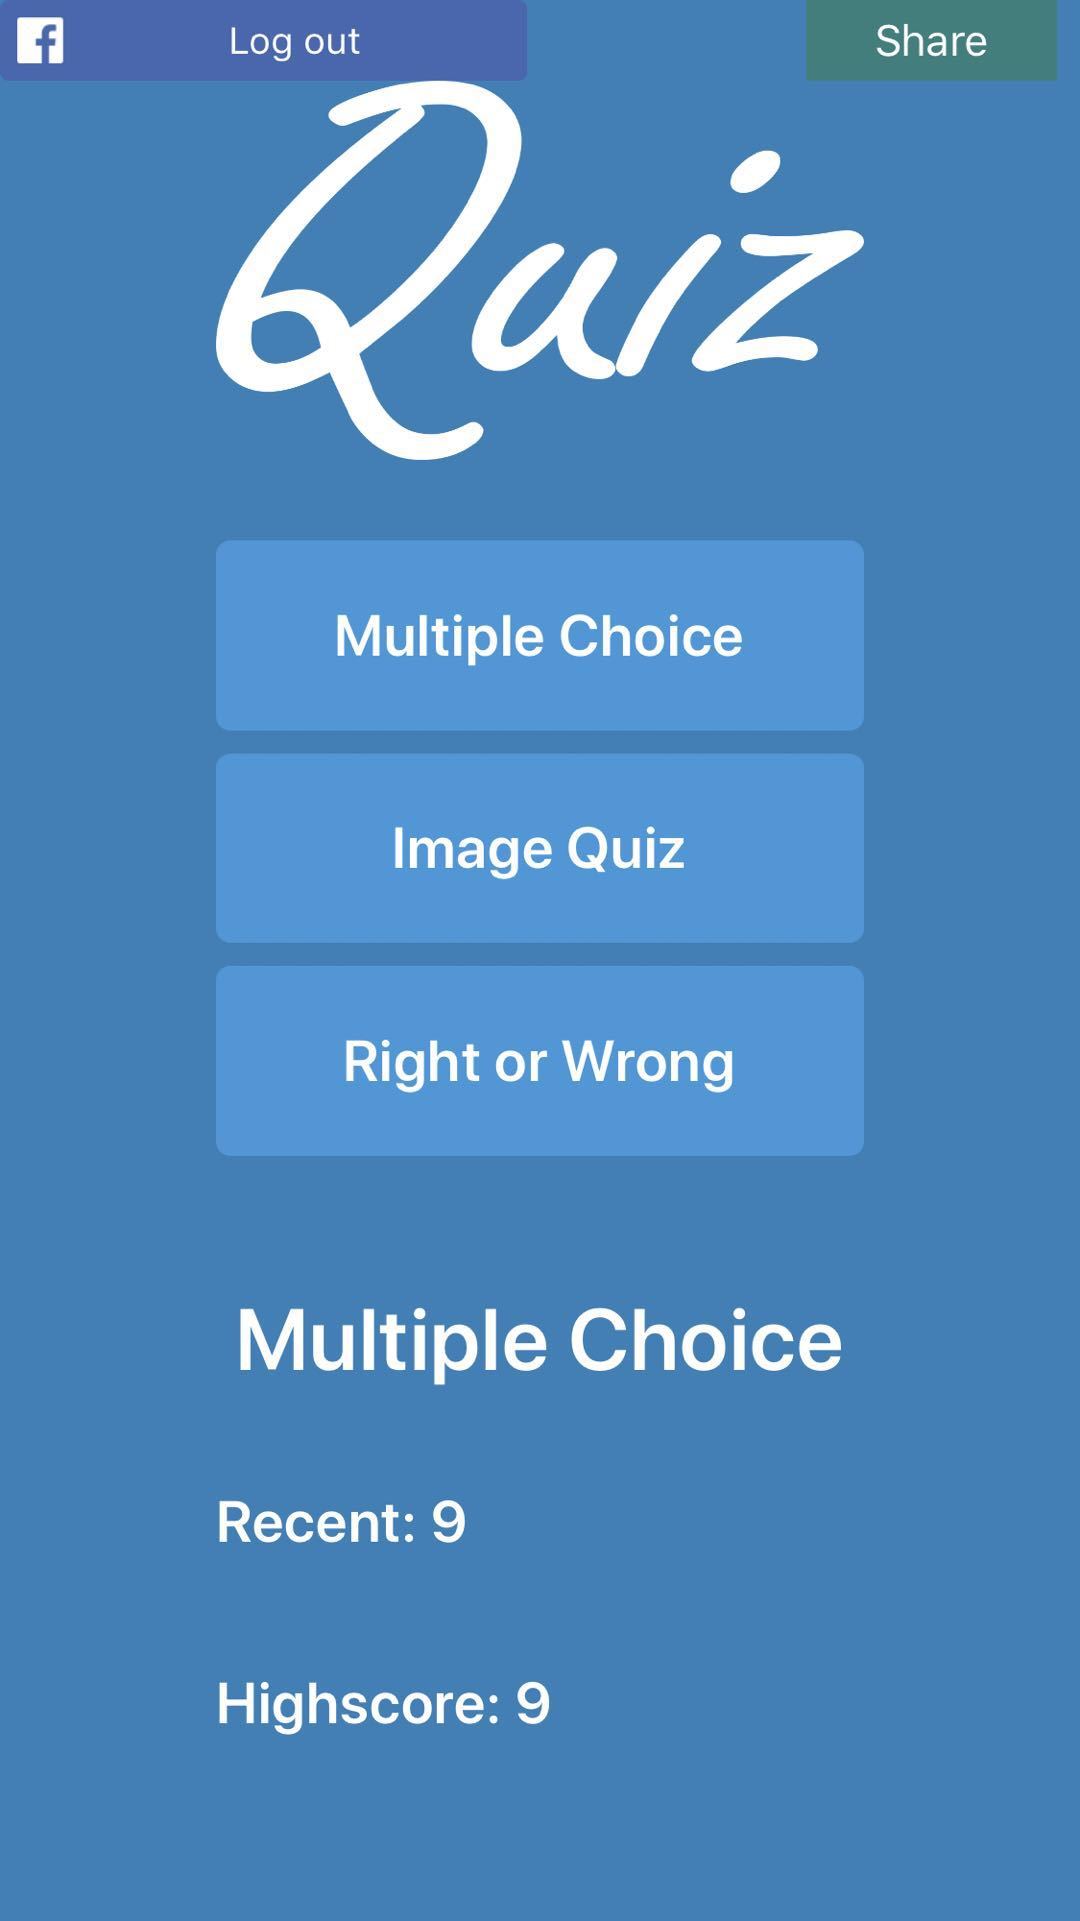 Log out
Share
Quiz
Multiple Choice
Image Quiz
Right or Wrong
Multiple Choice
Recent: 9
Highscore: 9